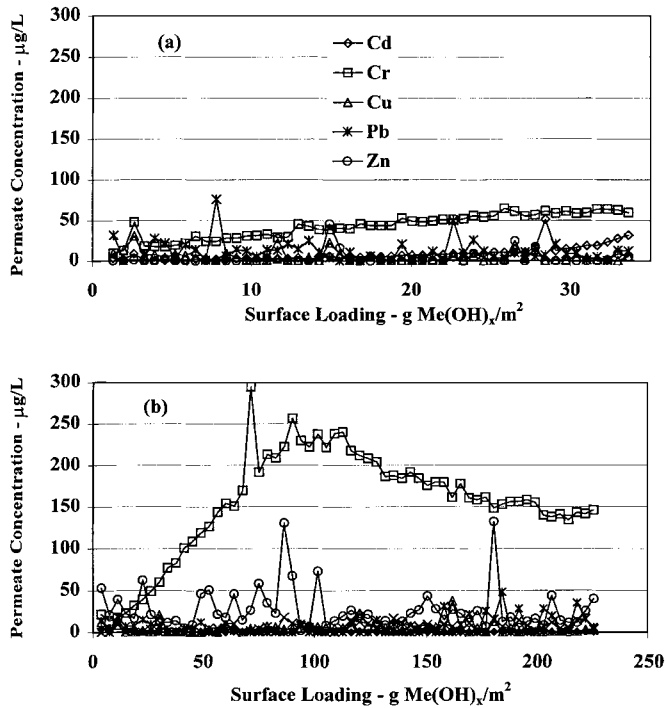 300
(a)
Cd
250
Cr
Cu
200
Pb
150
Zn
100
50
0
0
10
20
30
Permeate Concentration - µg/L
Surface Loading - g Me(OH)x/m²
300
(b)
250
200
150
100
50
0
0
50
100
150
200
250
Permeate Concentration - µg/L
Surface Loading - g Me(OH)x/m²